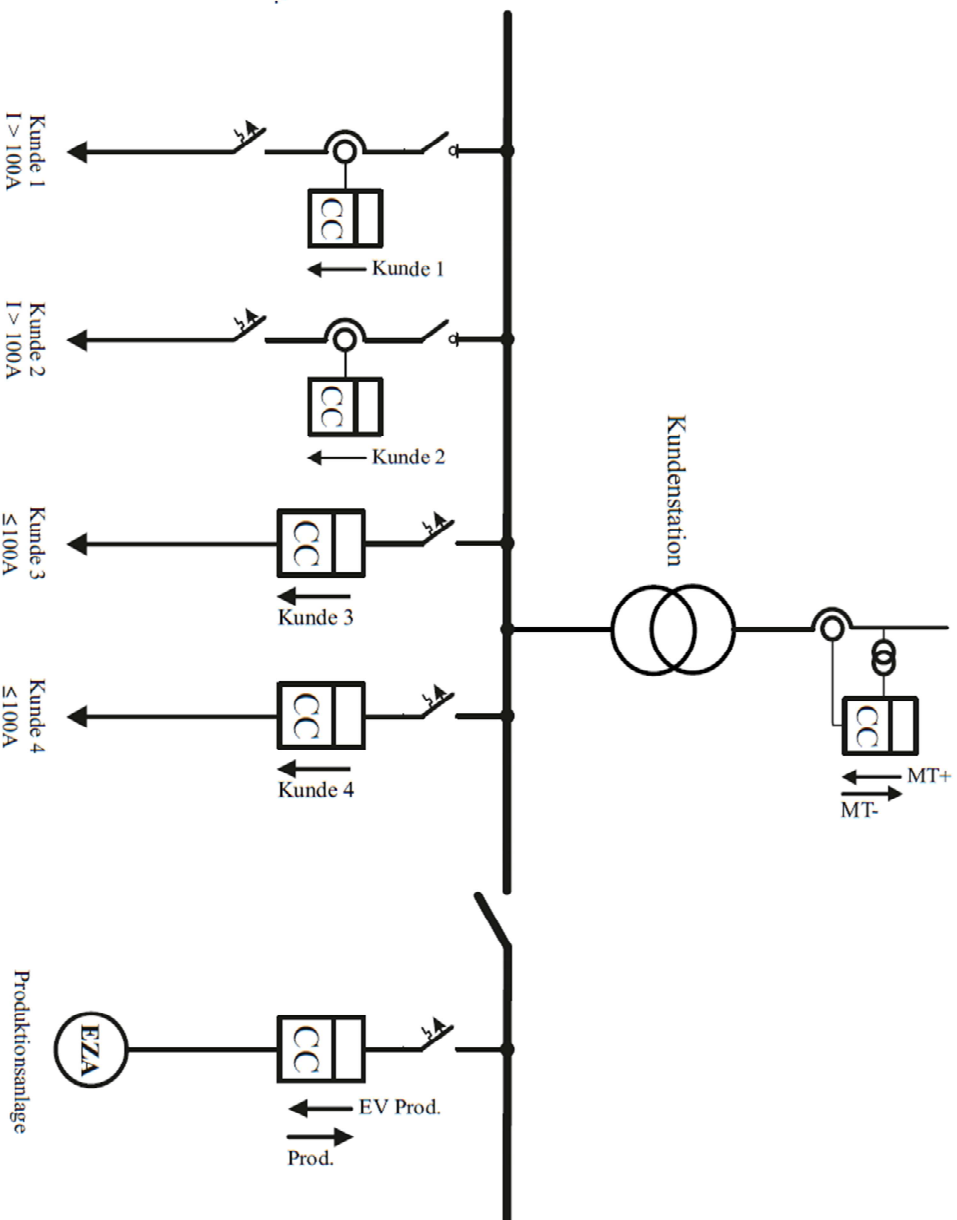 Kunde 1
I > 100A
CC
Kunde 1
Kunde 2
I > 100A
CC
Kunde 2
Kundenstation
Kunde 3
≤100A
CC
Kunde 3
CC
MT+
MT-
Kunde 4
≤100A
CC
Kunde 4
Produktionsanlage
EZA
CC
EV Prod.
Prod.